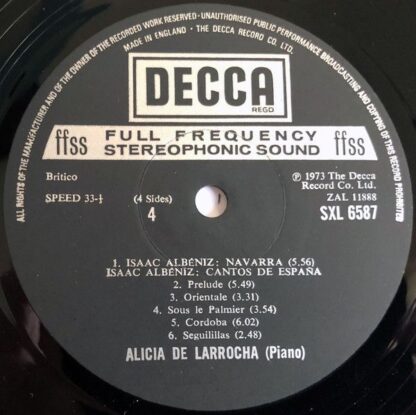 ALL RIGHTS OF THE MANUFACTURER AND OF THE OWNER OF THE RECORDED WORK RESERVED · UNAUTHORISED PUBLIC PERFORMANCE BROADCASTING AND COPYING OF THIS RECORD PROHIBITED
MADE IN ENGLAND · THE DECCA RECORD CO. LTD.
DECCA
REGD
ffss FULL FREQUENCY ffss
STEREOPHONIC SOUND
Britico
℗ 1973 The Decca
Record Co. Ltd.
SPEED 33-⅓
(4 Sides)
4
ZAL 11888
SXL 6587
1. ISAAC ALBÉNIZ: NAVARRA (5.56)
ISAAC ALBÉNIZ: CANTOS DE ESPAÑA
2. Prelude (5.49)
3. Orientale (3.31)
4. Sous le Palmier (3.54)
5. Cordoba (6.02)
6. Seguilillas (2.48)
ALICIA DE LARROCHA (Piano)